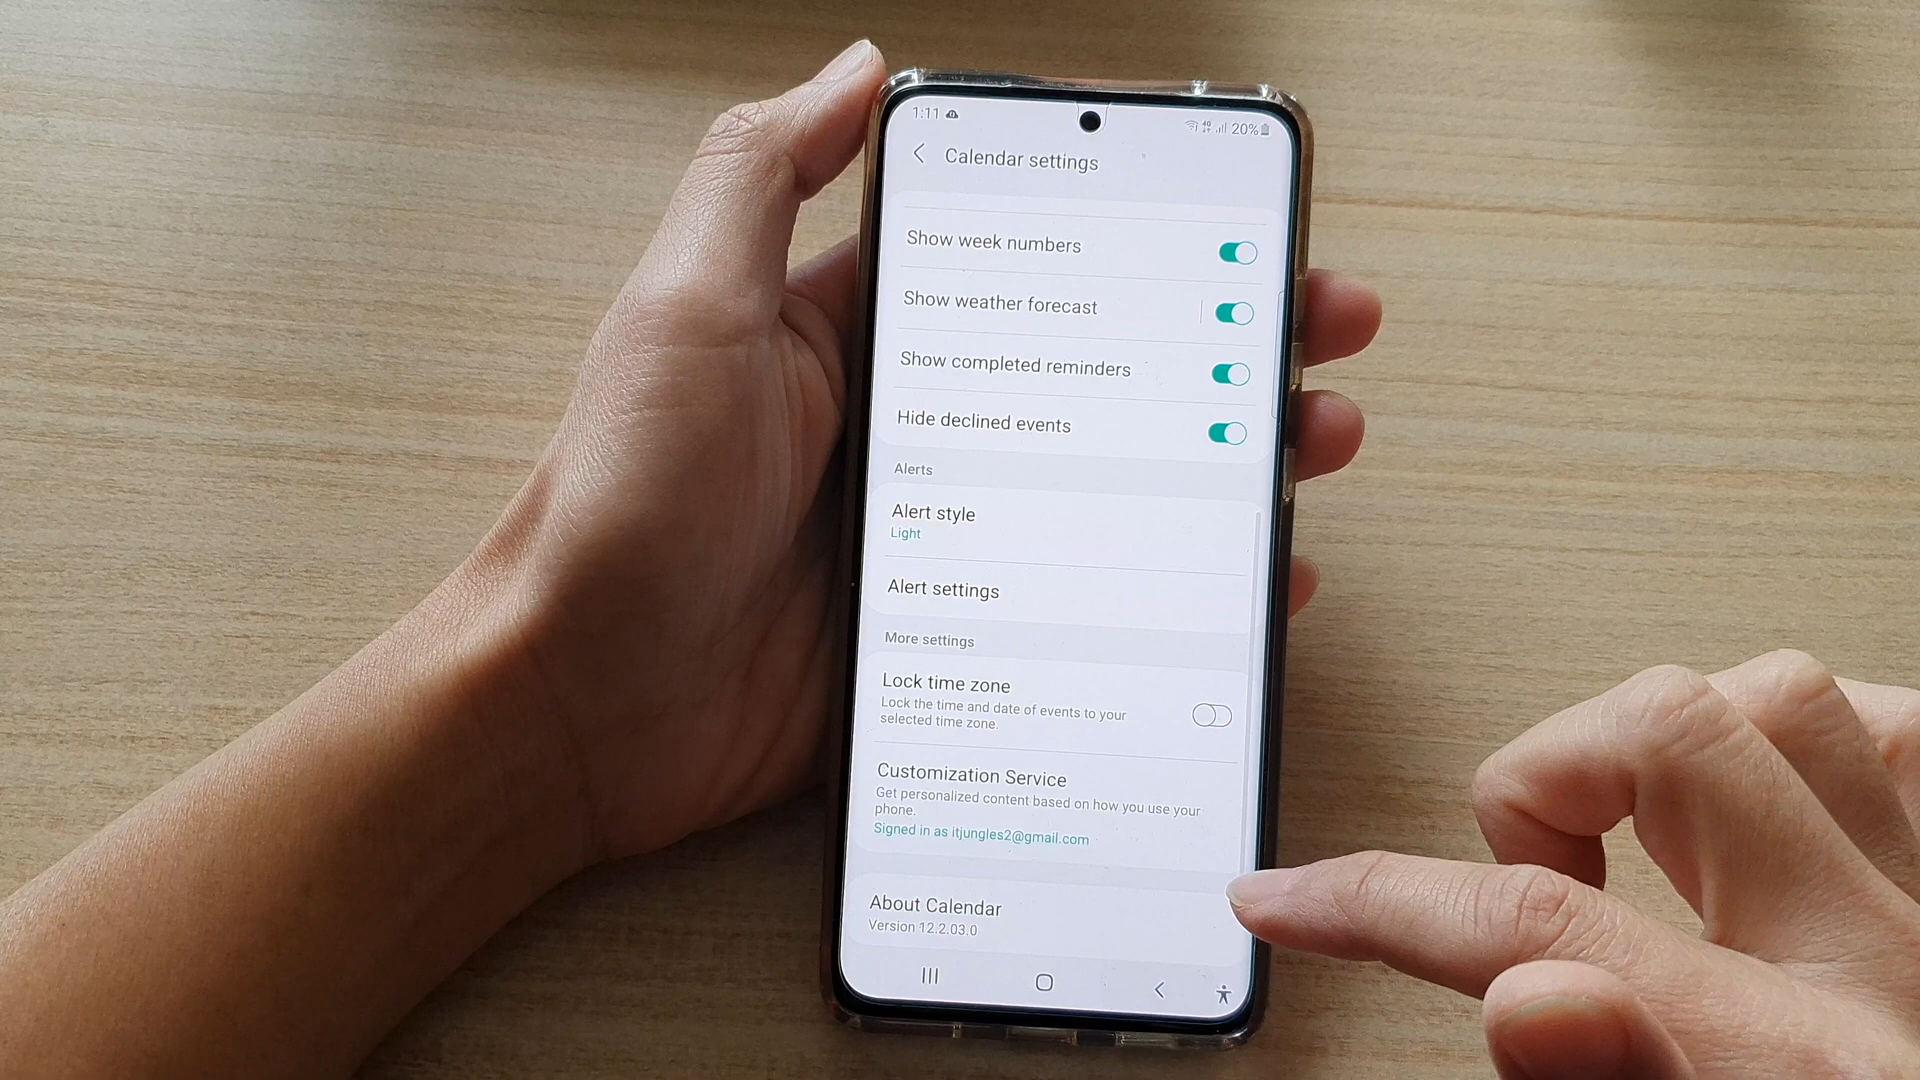 1:11 4G 20%
Calendar settings
Show week numbers
Show weather forecast
Show completed reminders
Hide declined events
Alerts
Alert style
Light
Alert settings
More settings
Lock time zone
Lock the time and date of events to your
selected time zone.
Customization Service
Get personalized content based on how you use your
phone.
Signed in as itjungles2@gmail.com
About Calendar
Version 12.2.03.0